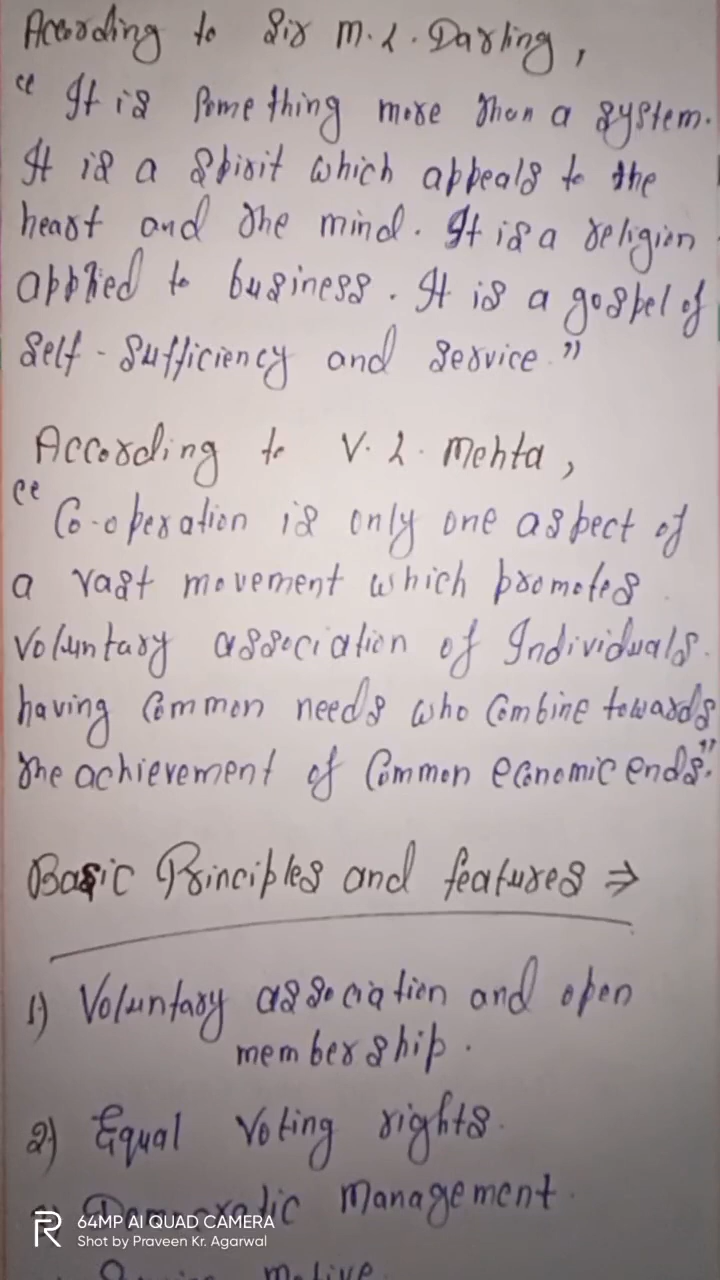 According to Sir M.L. Darling,
“ It is something more than a system.
It is a spirit which appeals to the
heart and the mind. It is a religion
applied to business. It is a gospel of
self-sufficiency and service.”
According to V.L. Mehta,
“ Co-operation is only one aspect of
a vast movement which promotes
voluntary association of Individuals.
having common needs who combine towards
the achievement of common economic ends.”
Basic Principles and features ⇒
1) Voluntary association and open
membership.
2) Equal Voting rights.
Democratic Management.
motive
R
64MP AI QUAD CAMERA
Shot by Praveen Kr. Agarwal